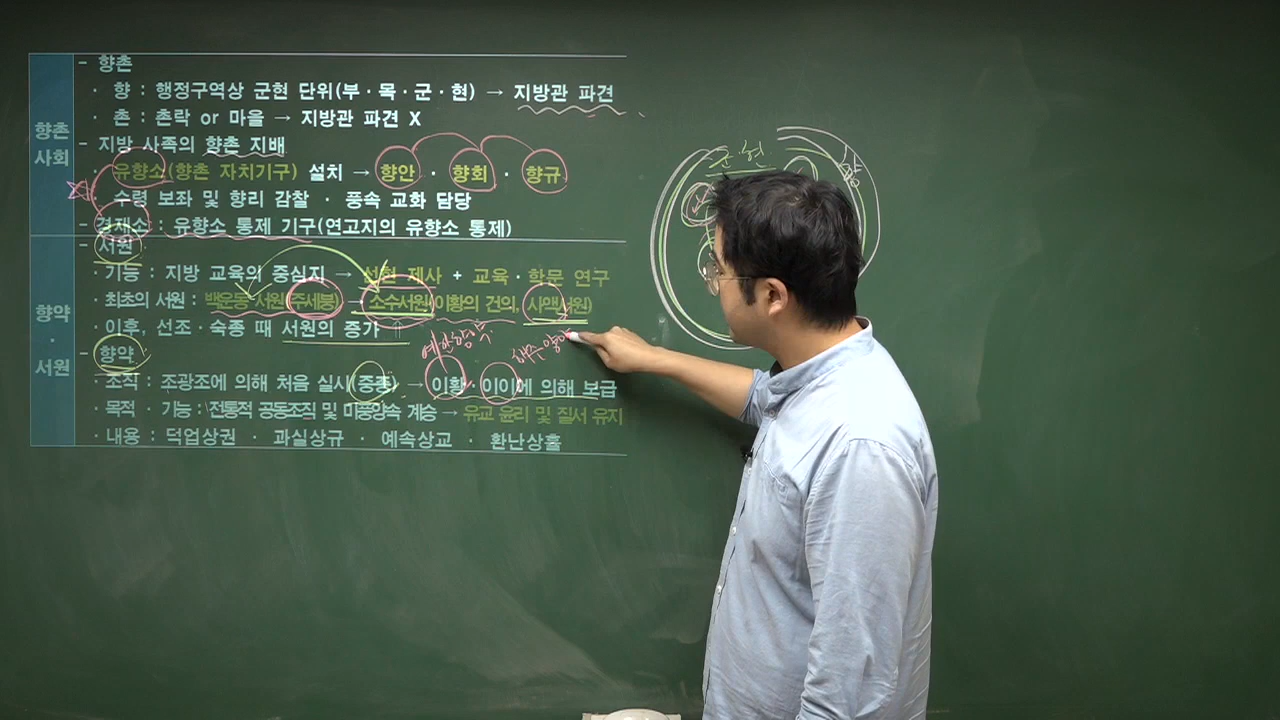 향촌
사회
- 향촌
· 향 : 행정구역상 군현 단위(부·목·군·현) → 지방관 파견
· 촌 : 촌락 or 마을 → 지방관 파견 X
- 지방 사족의 향촌 지배
· 유향소(향촌 자치기구) 설치 → 향안 · 향회 · 향규
수령 보좌 및 향리 감찰 · 풍속 교화 담당
- 경재소 : 유향소 통제 기구(연고지의 유향소 통제)
향약
·
서원
- 서원
· 기능 : 지방 교육의 중심지 → 선현 제사 + 교육·학문 연구
· 최초의 서원 : 백운동 서원(주세붕) → 소수서원(이황의 건의, 사액서원)
· 이후, 선조·숙종 때 서원의 증가 ⇑
예안향약
해주향약
- 향약
· 조직 : 조광조에 의해 처음 실시(중종) → 이황·이이에 의해 보급
· 목적 · 기능 : 전통적 공동조직 및 미풍양속 계승 → 유교 윤리 및 질서 유지
· 내용 : 덕업상권 · 과실상규 · 예속상교 · 환난상휼
군현